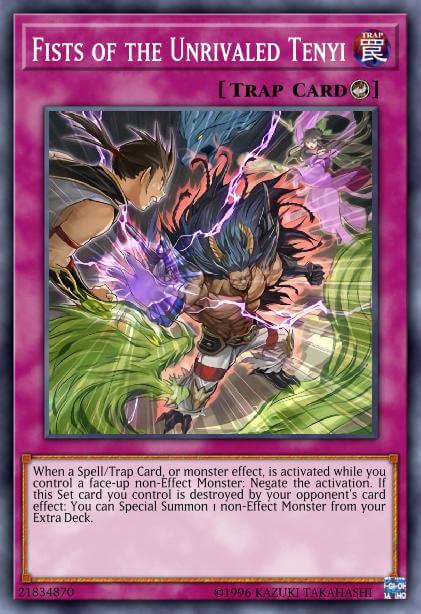 FISTS OF THE UNRIVALED TENYI
TRAP
罠
[TRAP CARD]
When a Spell/Trap Card, or monster effect, is activated while you
control a face-up non-Effect Monster: Negate the activation. If
this Set card you control is destroyed by your opponent's card
effect: You can Special Summon 1 non-Effect Monster from your
Extra Deck.
21834870
©1996 KAZUKI TAKAHASHI